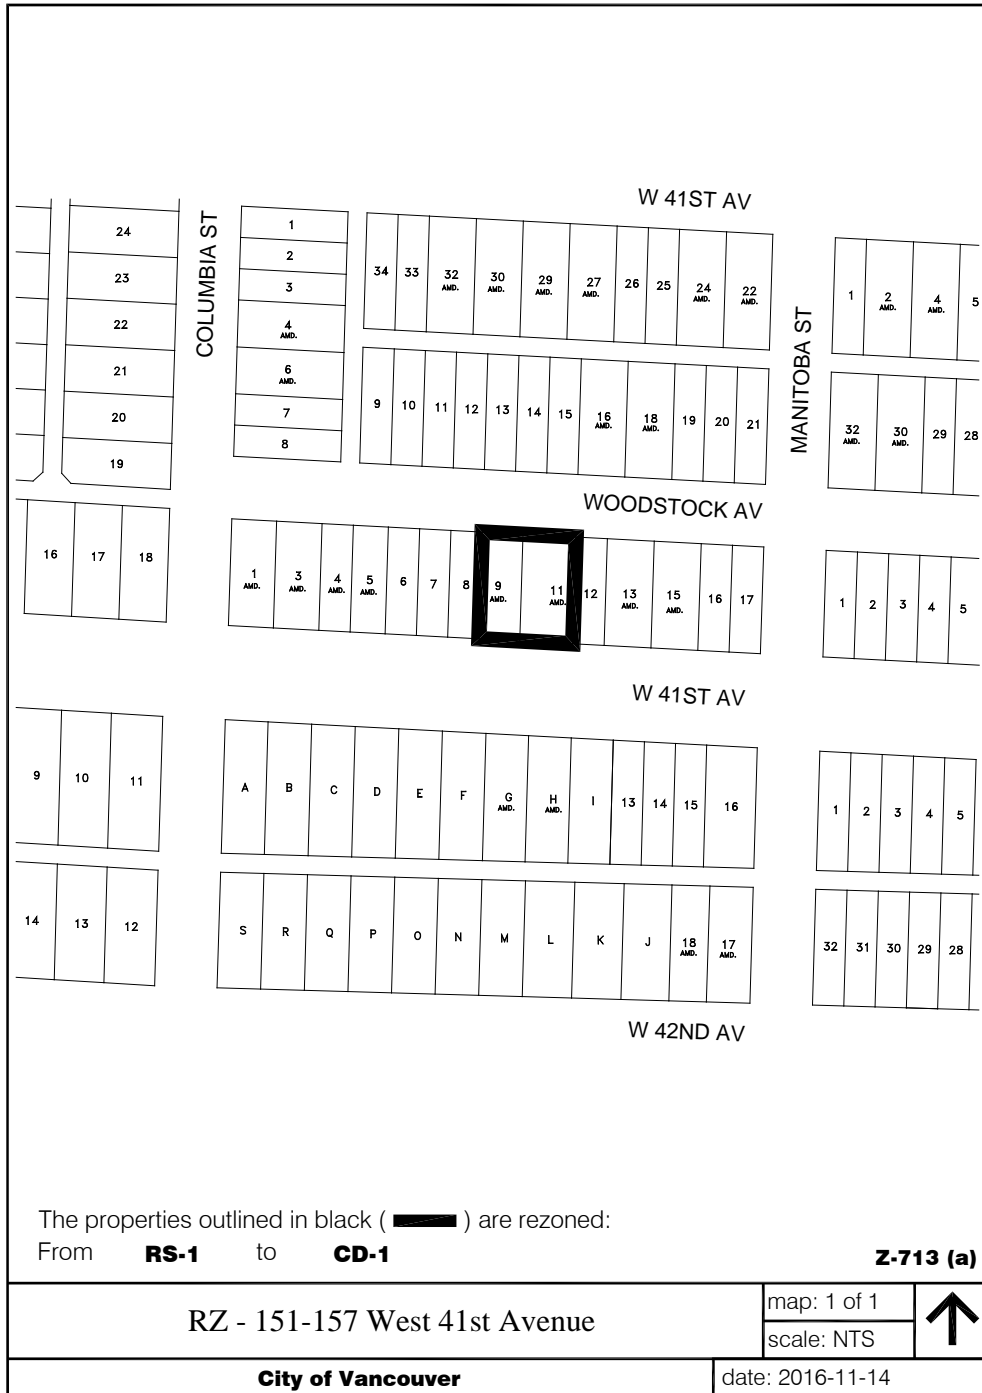 W 41ST AV
COLUMBIA ST
MANITOBA ST
24
23
22
21
20
19
1
2
3
4 AMD.
6 AMD.
7
8
34 33 32 AMD. 30 AMD. 29 AMD. 27 AMD. 26 25 24 AMD. 22 AMD.
1 2 AMD. 4 AMD. 5
9 10 11 12 13 14 15 16 AMD. 18 AMD. 19 20 21
32 AMD. 30 AMD. 29 28
WOODSTOCK AV
16 17 18
1 AMD. 3 AMD. 4 AMD. 5 AMD. 6 7 8 9 AMD. 11 AMD. 12 13 AMD. 15 AMD. 16 17
1 2 3 4 5
W 41ST AV
9 10 11
A B C D E F G AMD. H AMD. I 13 14 15 16
1 2 3 4 5
14 13 12
S R Q P O N M L K J 18 AMD. 17 AMD.
32 31 30 29 28
W 42ND AV
The properties outlined in black ( ) are rezoned:
From RS-1 to CD-1
Z-713 (a)
RZ - 151-157 West 41st Avenue
map: 1 of 1
scale: NTS
City of Vancouver
date: 2016-11-14